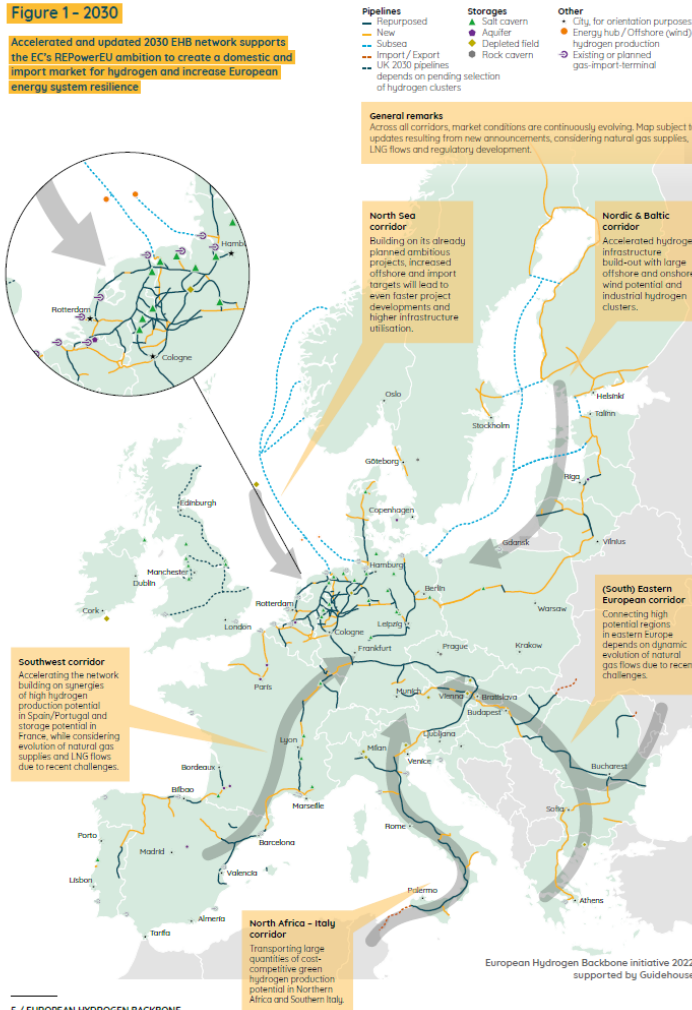 Figure 1 – 2030
Accelerated and updated 2030 EHB network supports
the EC's REPowerEU ambition to create a domestic and
import market for hydrogen and increase European
energy system resilience
Pipelines
Repurposed
New
Subsea
Import / Export
UK 2030 pipelines
depends on pending selection
of hydrogen clusters
Storages
Salt cavern
Aquifer
Depleted field
Rock cavern
Other
City, for orientation purposes
Energy hub / Offshore (wind)
hydrogen production
Existing or planned
gas-import-terminal
General remarks
Across all corridors, market conditions are continuously evolving. Map subject to
updates resulting from new announcements, considering natural gas supplies,
LNG flows and regulatory development.
North Sea
corridor
Building on its already
planned ambitious
projects, increased
offshore and import
targets will lead to
even faster project
developments and
higher infrastructure
utilisation.
Nordic & Baltic
corridor
Accelerated hydroge
infrastructure
build-out with large
offshore and onshore
wind potential and
industrial hydrogen
clusters.
Hambu
Rotterdam
Cologne
Oslo
Helsinki
Stockholm
Talinn
Göteborg
Riga
Edinburgh
Copenhagen
Gdansk
Vilnius
Manchester
Dublin
Hamburg
Berlin
Cork
Rotterdam
Warsaw
London
Leipzig
Cologne
Frankfurt
Prague
Krakow
Paris
Munich
Vienna
Bratislava
Budapest
(South) Eastern
European corridor
Connecting high
potential regions
in eastern Europe
depends on dynamic
evolution of natural
gas flows due to recen
challenges.
Southwest corridor
Accelerating the network
building on synergies
of high hydrogen
production potential
in Spain/Portugal and
storage potential in
France, while considering
evolution of natural gas
supplies and LNG flows
due to recent challenges.
Lyon
Ljubljana
Milan
Venice
Bordeaux
Bucharest
Bilbao
Marseille
Sofia
Porto
Madrid
Barcelona
Rome
Valencia
Lisbon
Palermo
Athens
Almeria
Tarifa
North Africa – Italy
corridor
Transporting large
quantities of cost-
competitive green
hydrogen production
potential in Northern
Africa and Southern Italy.
European Hydrogen Backbone initiative 2022
supported by Guidehouse
5 / EUROPEAN HYDROGEN BACKBONE